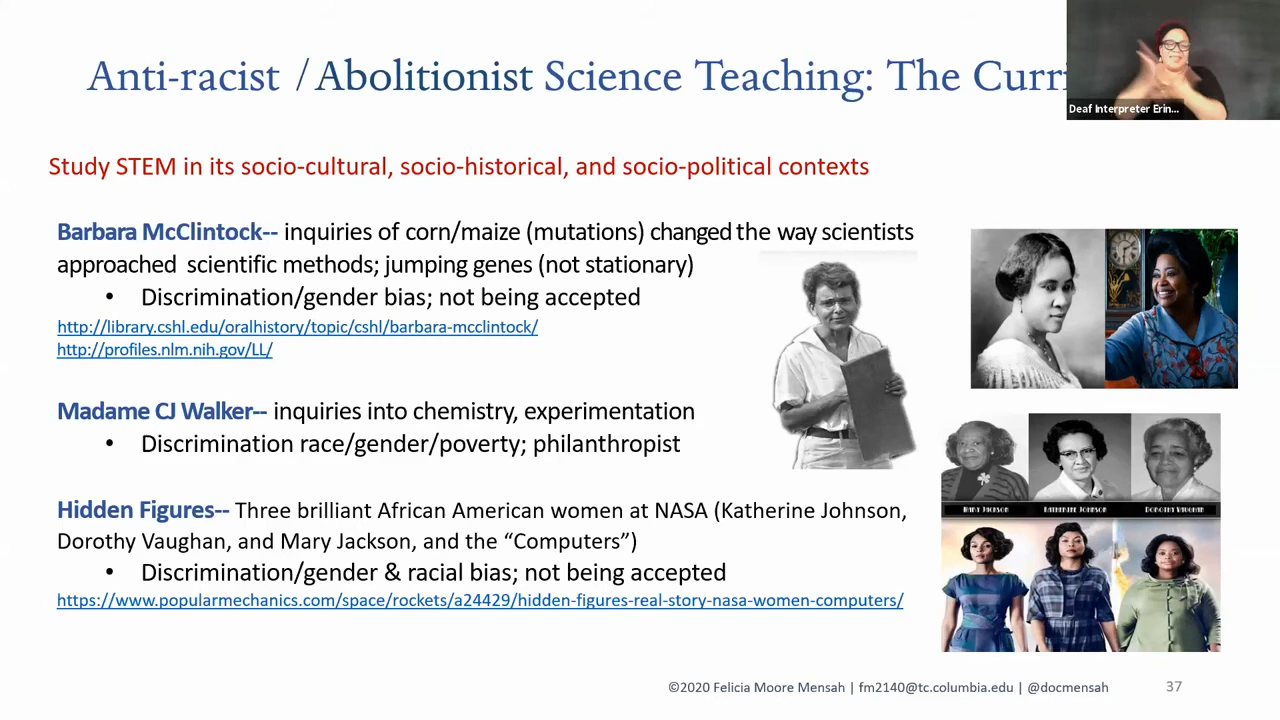 Anti-racist / Abolitionist Science Teaching: The Curri
Deaf Interpreter Erin...
Study STEM in its socio-cultural, socio-historical, and socio-political contexts
Barbara McClintock-- inquiries of corn/maize (mutations) changed the way scientists
approached scientific methods; jumping genes (not stationary)
• Discrimination/gender bias; not being accepted
http://library.cshl.edu/oralhistory/topic/cshl/barbara-mcclintock/
http://profiles.nlm.nih.gov/LL/
Madame CJ Walker-- inquiries into chemistry, experimentation
• Discrimination race/gender/poverty; philanthropist
Hidden Figures-- Three brilliant African American women at NASA (Katherine Johnson,
Dorothy Vaughan, and Mary Jackson, and the “Computers”)
• Discrimination/gender & racial bias; not being accepted
https://www.popularmechanics.com/space/rockets/a24429/hidden-figures-real-story-nasa-women-computers/
MARY JACKSON KATHERINE JOHNSON DOROTHY VAUGHAN
©2020 Felicia Moore Mensah | fm2140@tc.columbia.edu | @docmensah
37